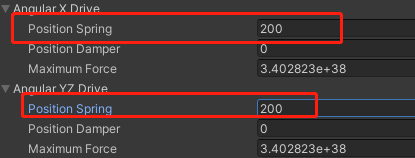 Angular X Drive
Position Spring 200
Position Damper 0
Maximum Force 3.402823e+38
Angular YZ Drive
Position Spring 200
Position Damper 0
Maximum Force 3.402823e+38